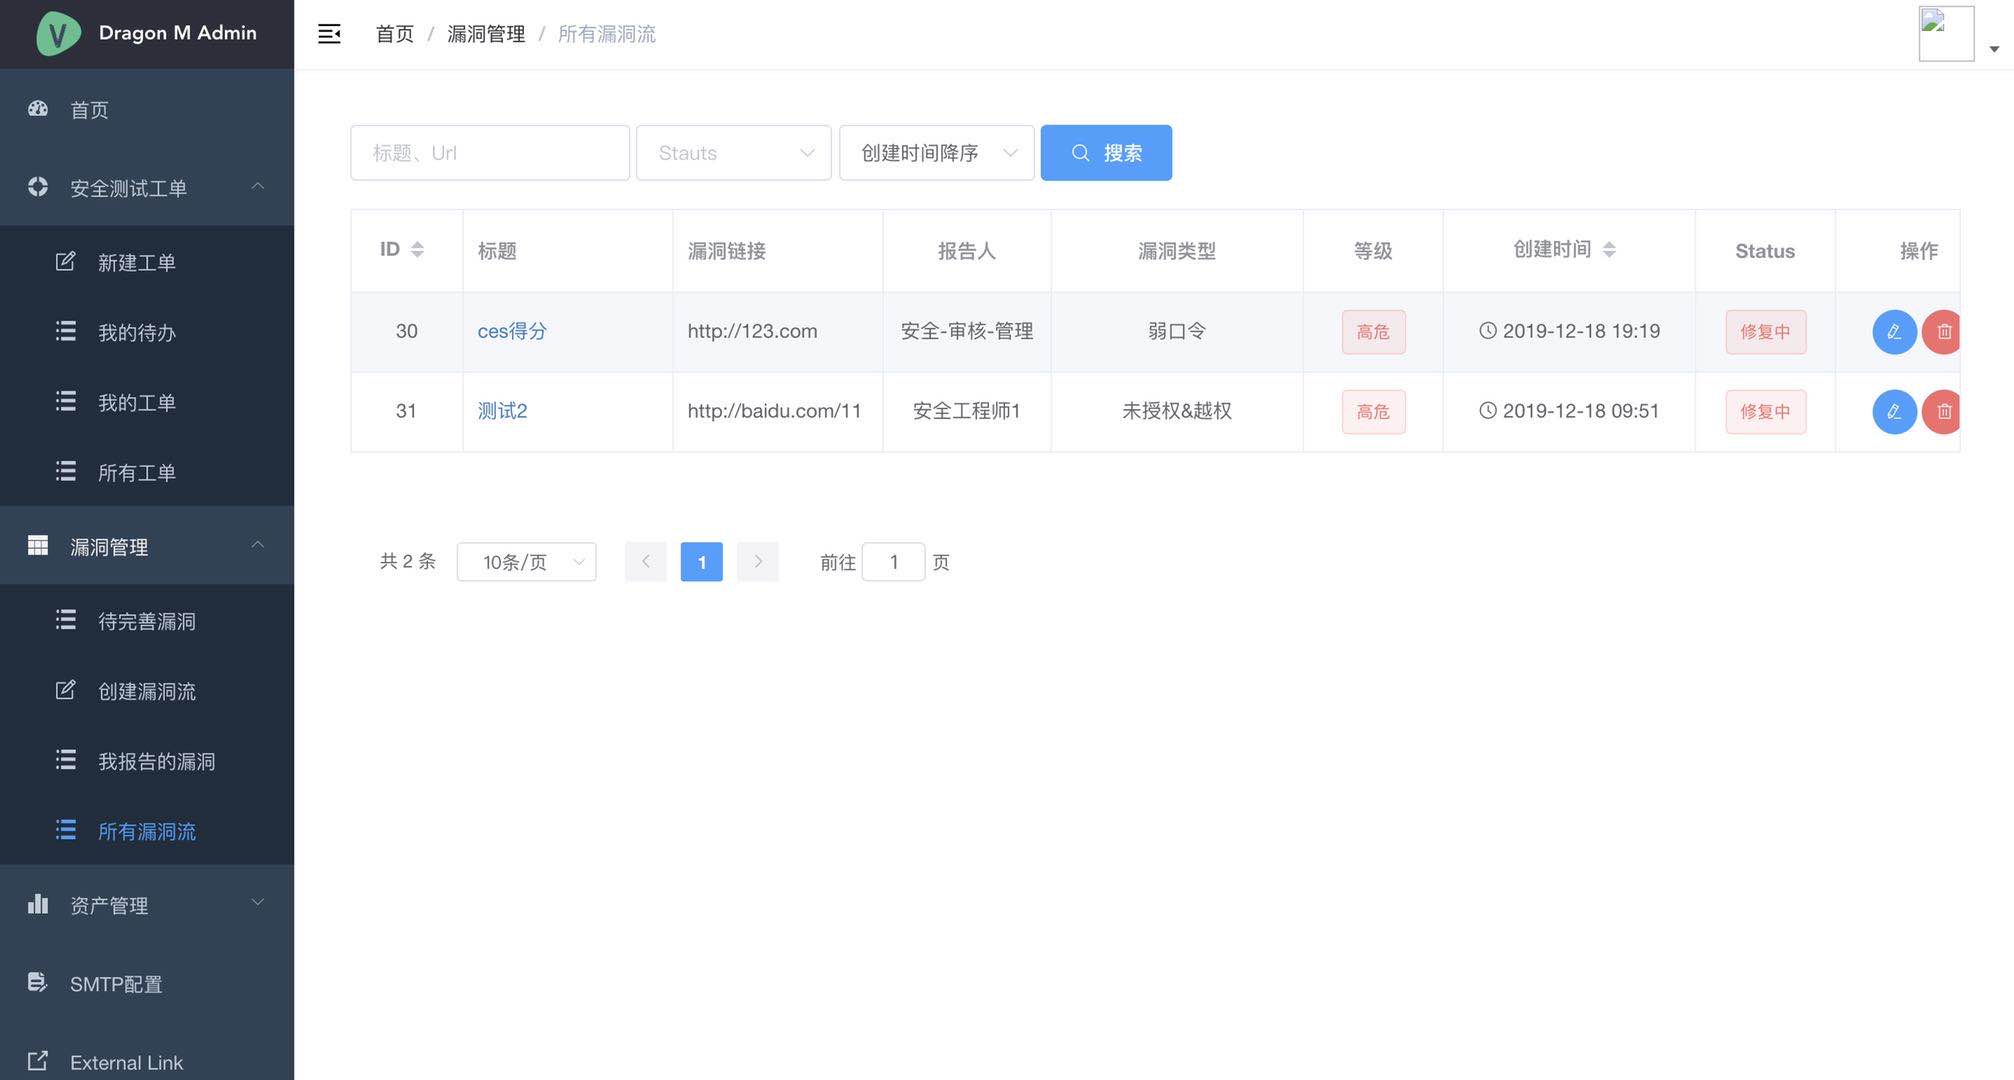 Dragon M Admin
首页
安全测试工单
新建工单
我的待办
我的工单
所有工单
漏洞管理
待完善漏洞
创建漏洞流
我报告的漏洞
所有漏洞流
资产管理
SMTP配置
External Link
首页 / 漏洞管理 / 所有漏洞流
标题、Url Stauts 创建时间降序 搜索
ID 标题 漏洞链接 报告人 漏洞类型 等级 创建时间 Status 操作
30 ces得分 http://123.com 安全-审核-管理 弱口令 高危 2019-12-18 19:19 修复中
31 测试2 http://baidu.com/11 安全工程师1 未授权&越权 高危 2019-12-18 09:51 修复中
共 2 条 10条/页 1 前往 1 页